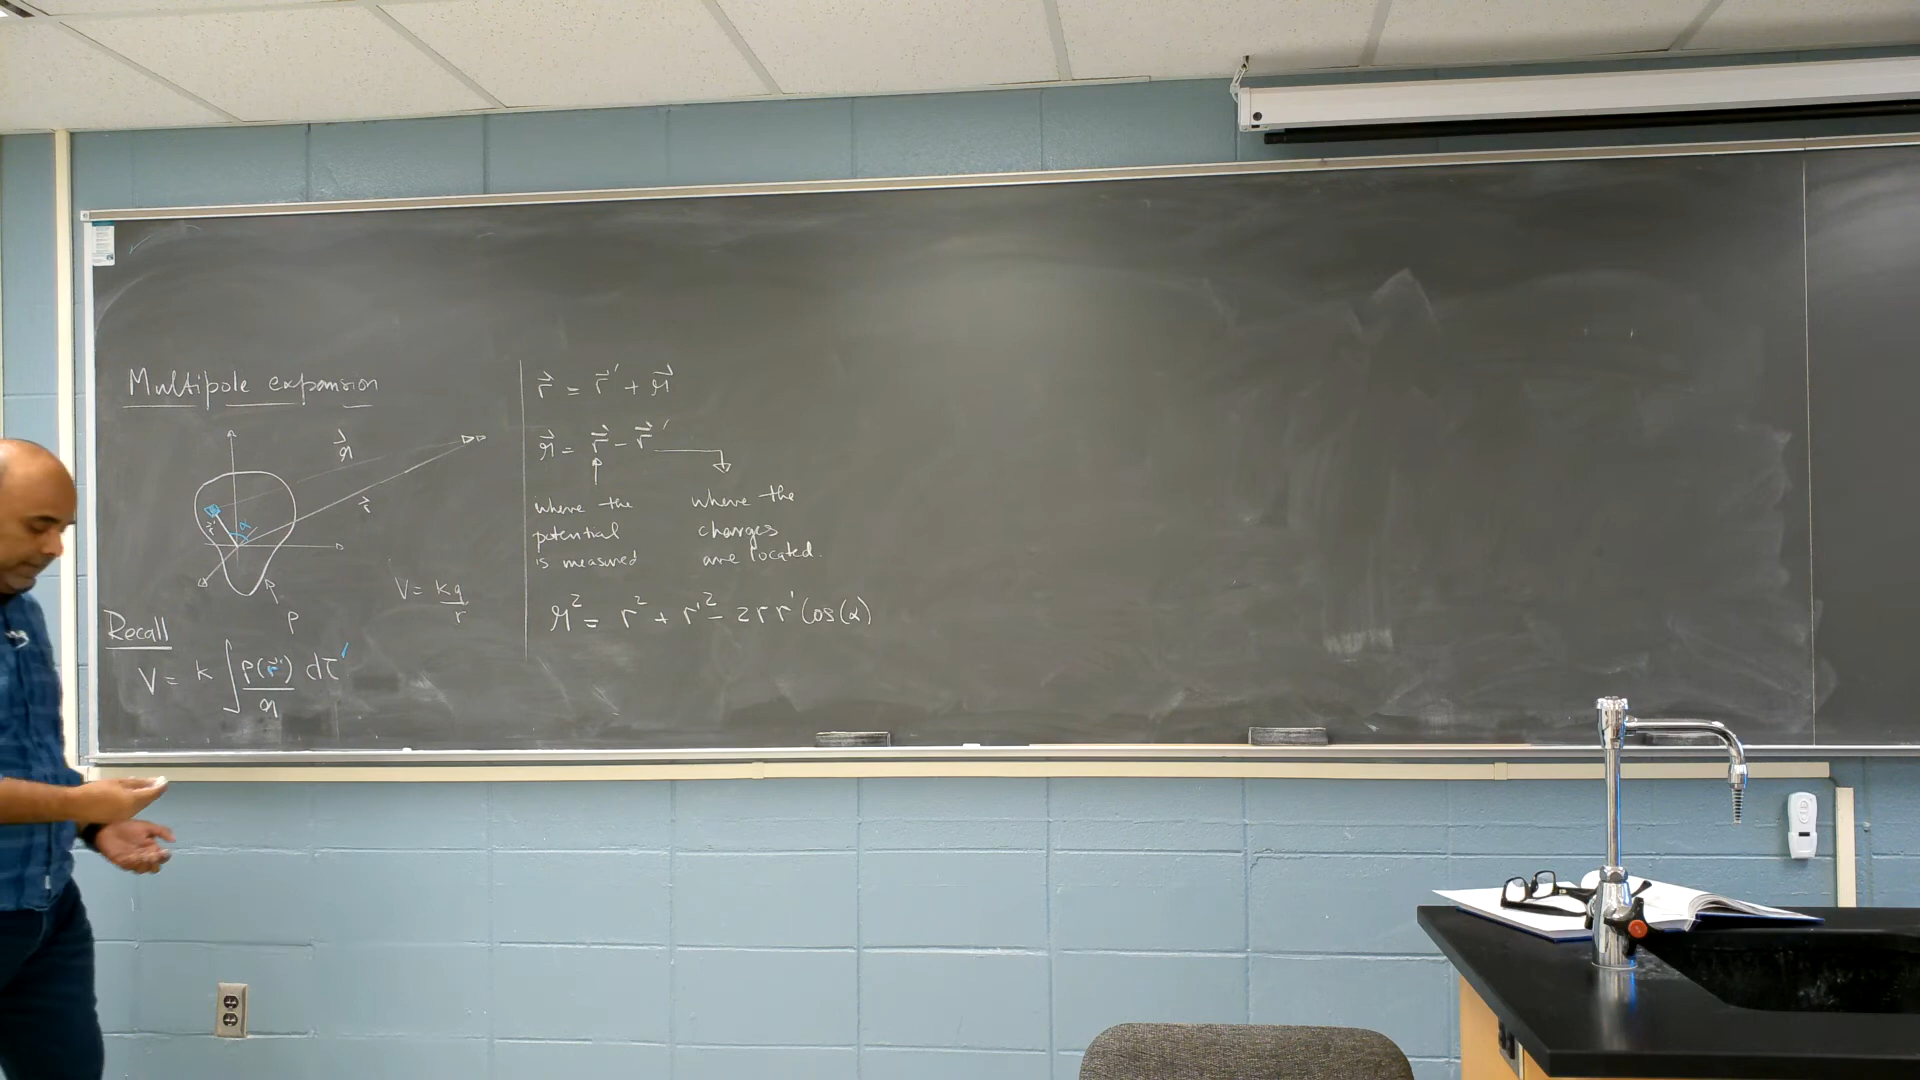 Multipole expansion
𝓇⃗
r⃗
r⃗'
α
ρ
V = kq/r
Recall
V = k ∫ ρ(r⃗')/𝓇 dτ'
r⃗ = r⃗' + 𝓇⃗
𝓇⃗ = r⃗ - r⃗'
where the
potential
is measured
where the
charges
are located.
𝓇² = r² + r'² - 2rr' cos(α)